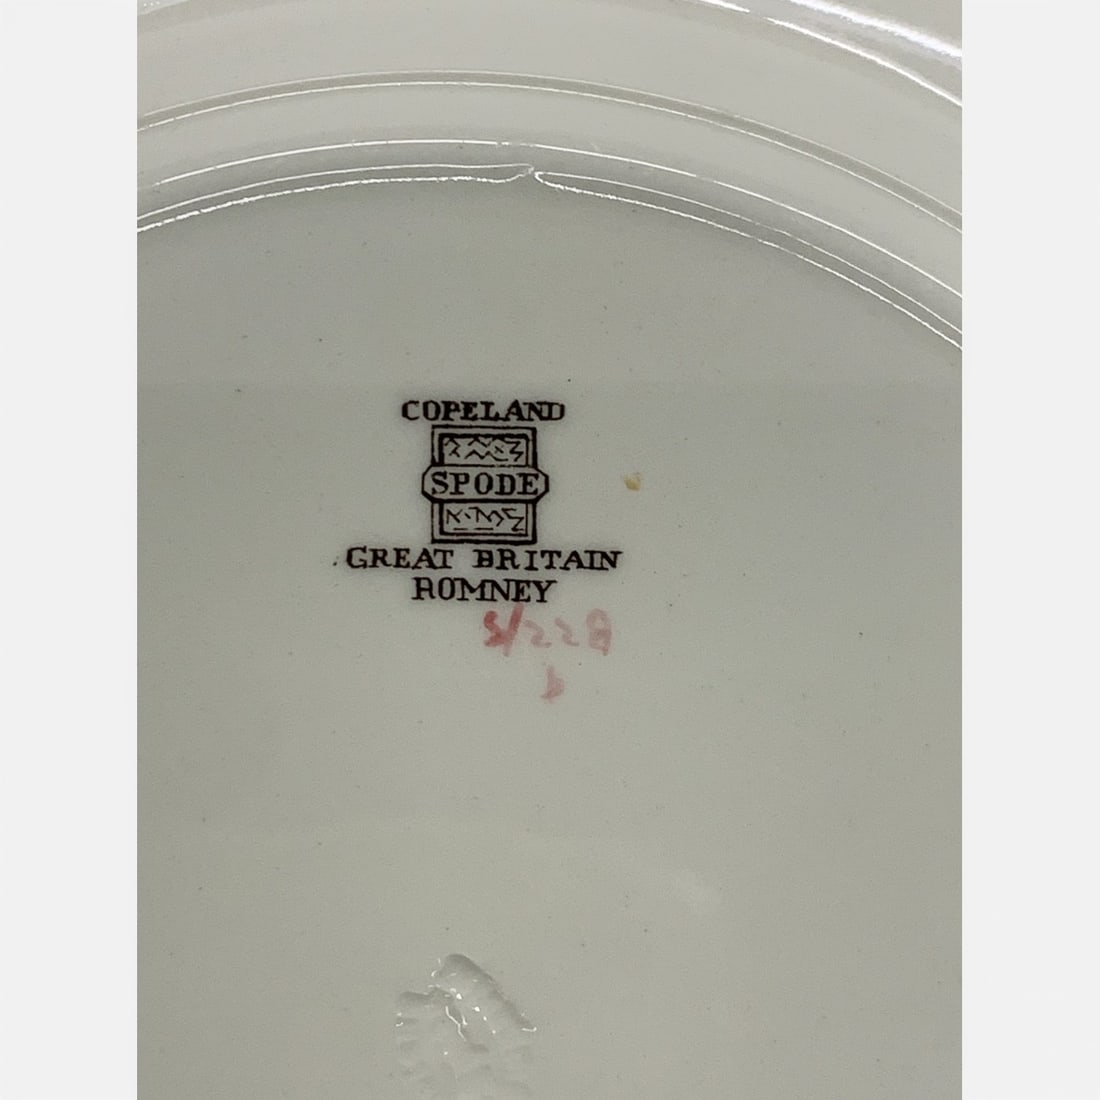 COPELAND
SPODE
GREAT BRITAIN
ROMNEY